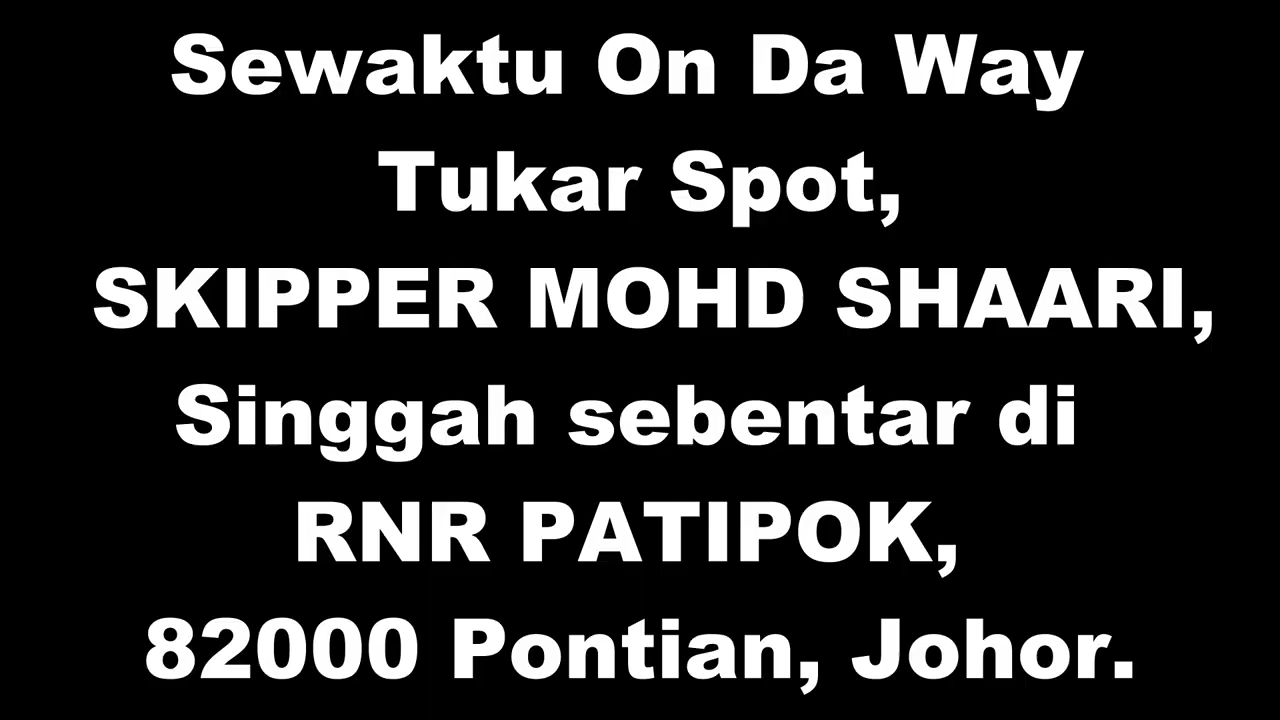 Sewaktu On Da Way
Tukar Spot,
SKIPPER MOHD SHAARI,
Singgah sebentar di
RNR PATIPOK,
82000 Pontian, Johor.